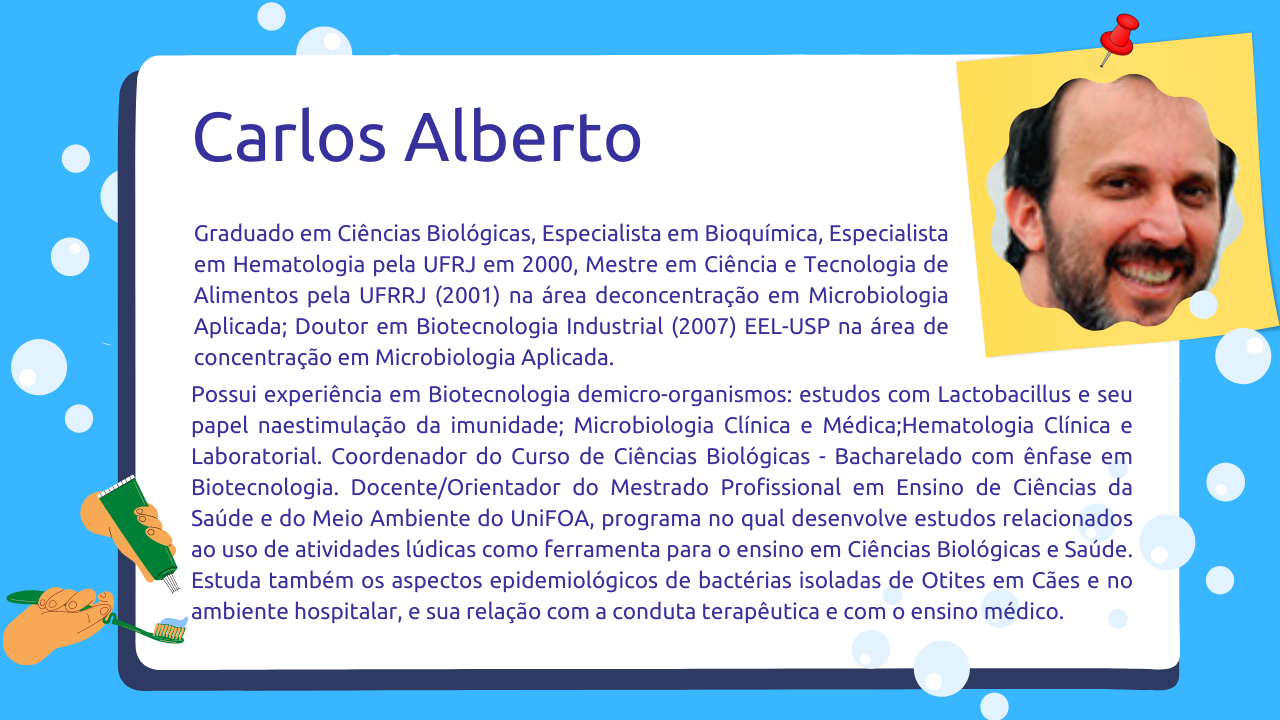 Carlos Alberto
Graduado em Ciências Biológicas, Especialista em Bioquímica, Especialista
em Hematologia pela UFRJ em 2000, Mestre em Ciência e Tecnologia de
Alimentos pela UFRRJ (2001) na área deconcentração em Microbiologia
Aplicada; Doutor em Biotecnologia Industrial (2007) EEL-USP na área de
concentração em Microbiologia Aplicada.
Possui experiência em Biotecnologia demicro-organismos: estudos com Lactobacillus e seu
papel naestimulação da imunidade; Microbiologia Clínica e Médica;Hematologia Clínica e
Laboratorial. Coordenador do Curso de Ciências Biológicas - Bacharelado com ênfase em
Biotecnologia. Docente/Orientador do Mestrado Profissional em Ensino de Ciências da
Saúde e do Meio Ambiente do UniFOA, programa no qual desenvolve estudos relacionados
ao uso de atividades lúdicas como ferramenta para o ensino em Ciências Biológicas e Saúde.
Estuda também os aspectos epidemiológicos de bactérias isoladas de Otites em Cães e no
ambiente hospitalar, e sua relação com a conduta terapêutica e com o ensino médico.